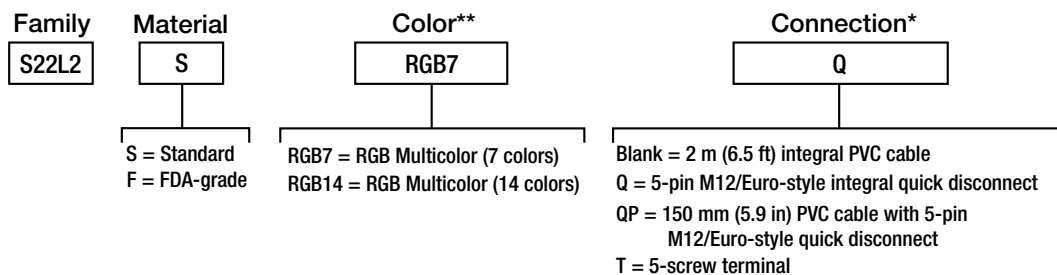 Family Material Color** Connection*
S22L2 S RGB7 Q
S = Standard
F = FDA-grade
RGB7 = RGB Multicolor (7 colors)
RGB14 = RGB Multicolor (14 colors)
Blank = 2 m (6.5 ft) integral PVC cable
Q = 5-pin M12/Euro-style integral quick disconnect
QP = 150 mm (5.9 in) PVC cable with 5-pin
M12/Euro-style quick disconnect
T = 5-screw terminal